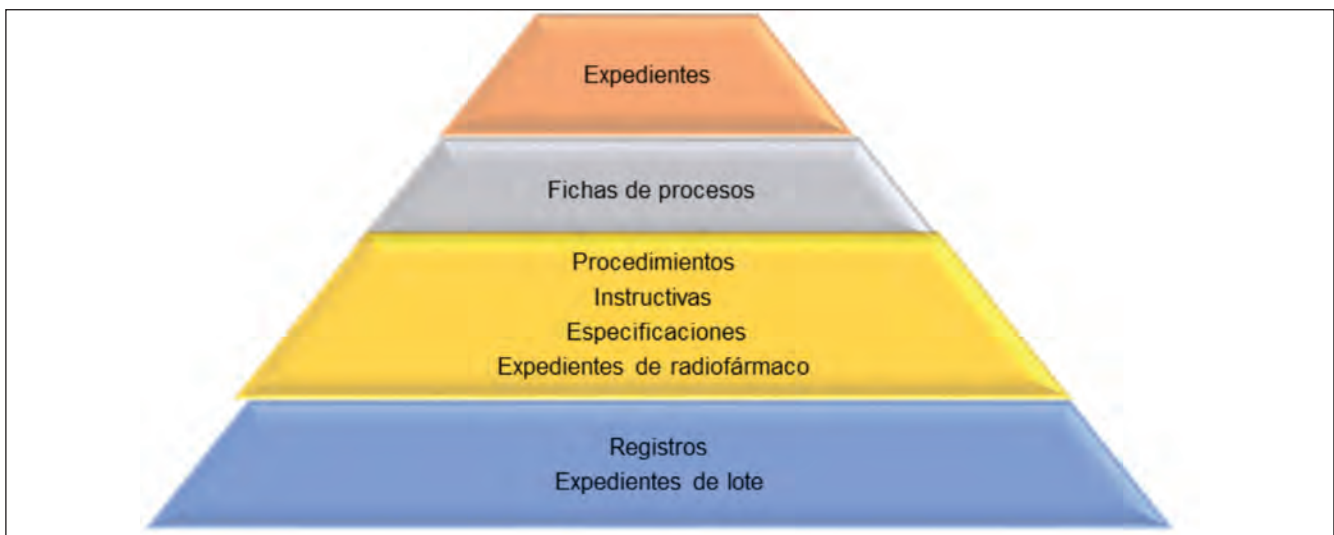 Expedientes
Fichas de procesos
Procedimientos
Instructivas
Especificaciones
Expedientes de radiofármaco
Registros
Expedientes de lote